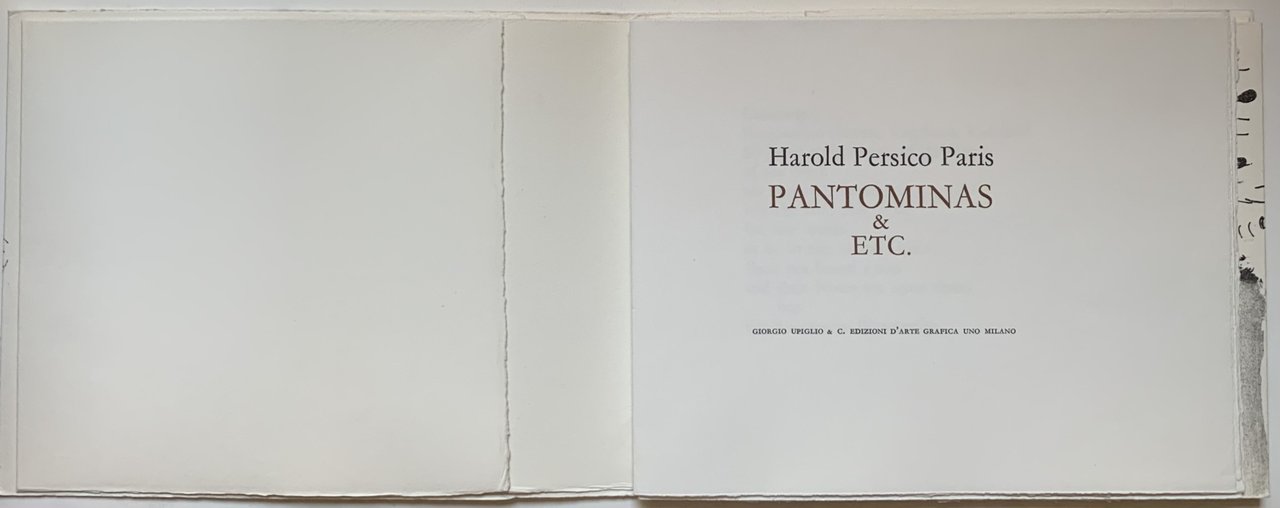 Harold Persico Paris
PANTOMINAS
&
ETC.
GIORGIO UPIGLIO & C. EDIZIONI D'ARTE GRAFICA UNO MILANO